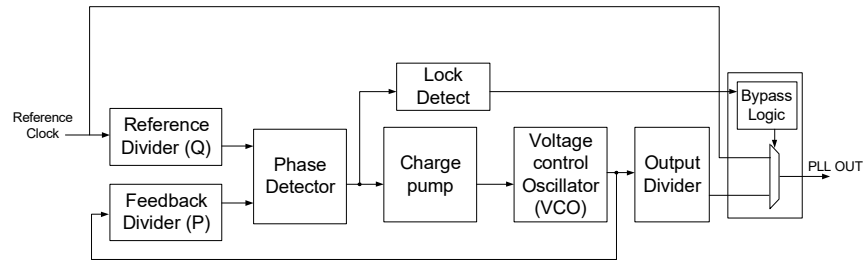 Lock
Detect
Bypass
Logic
Reference
Clock
Reference
Divider (Q)
Phase
Detector
Charge
pump
Voltage
control
Oscillator
(VCO)
Output
Divider
PLL OUT
Feedback
Divider (P)